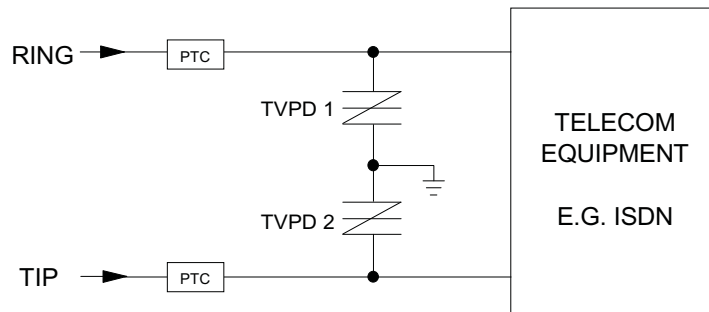 RING
PTC
TVPD 1
TELECOM
EQUIPMENT
E.G. ISDN
TVPD 2
TIP
PTC